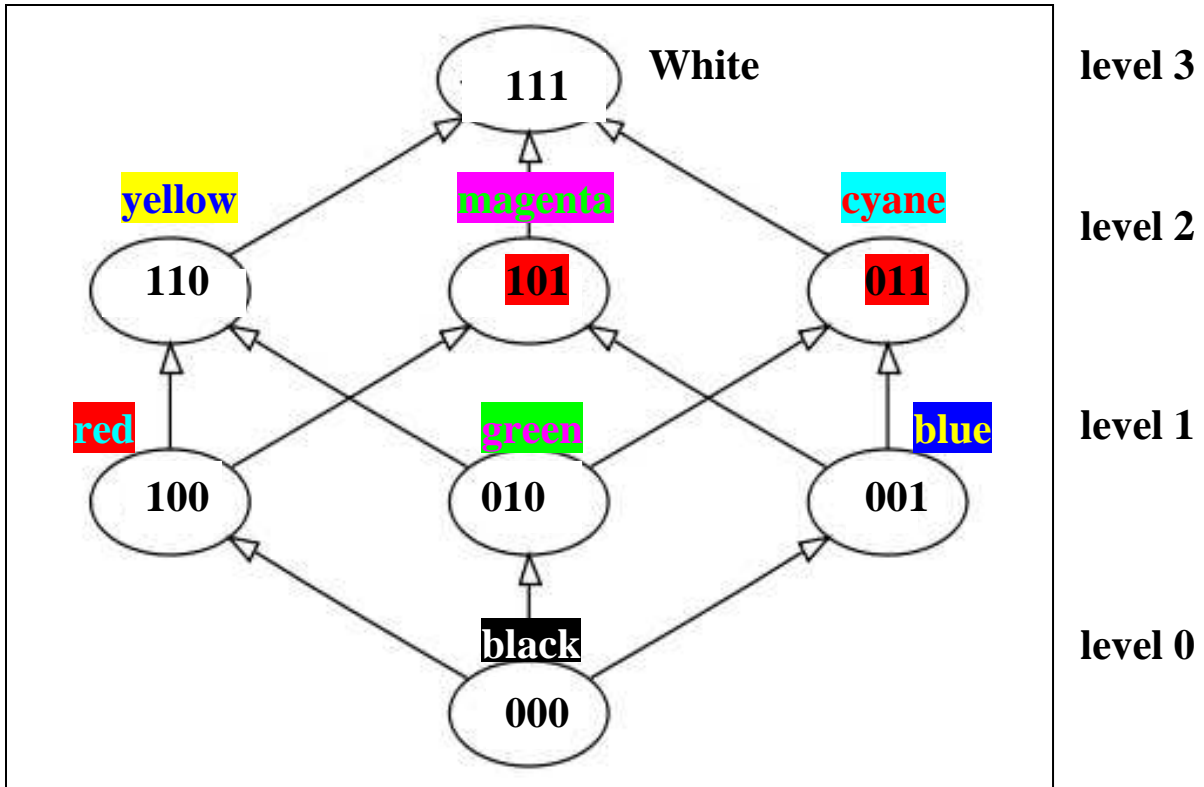 White
level 3
111
yellow
magenta
cyane
level 2
110
101
011
red
green
blue
level 1
100
010
001
black
level 0
000